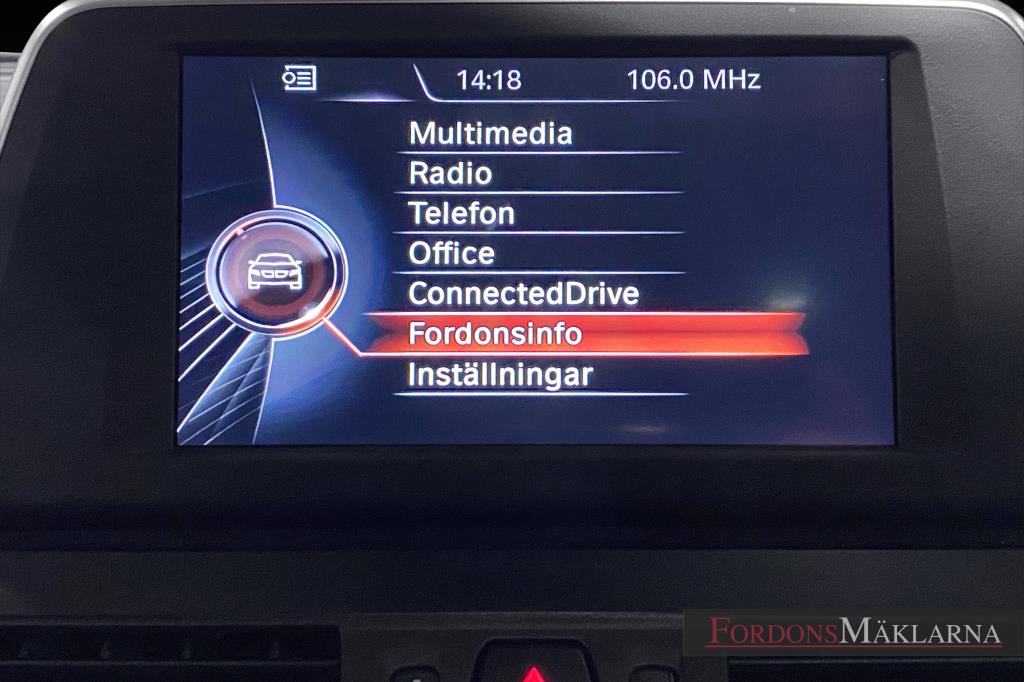 14:18 106.0 MHz
Multimedia
Radio
Telefon
Office
ConnectedDrive
Fordonsinfo
Inställningar
FORDONSMÄKLARNA